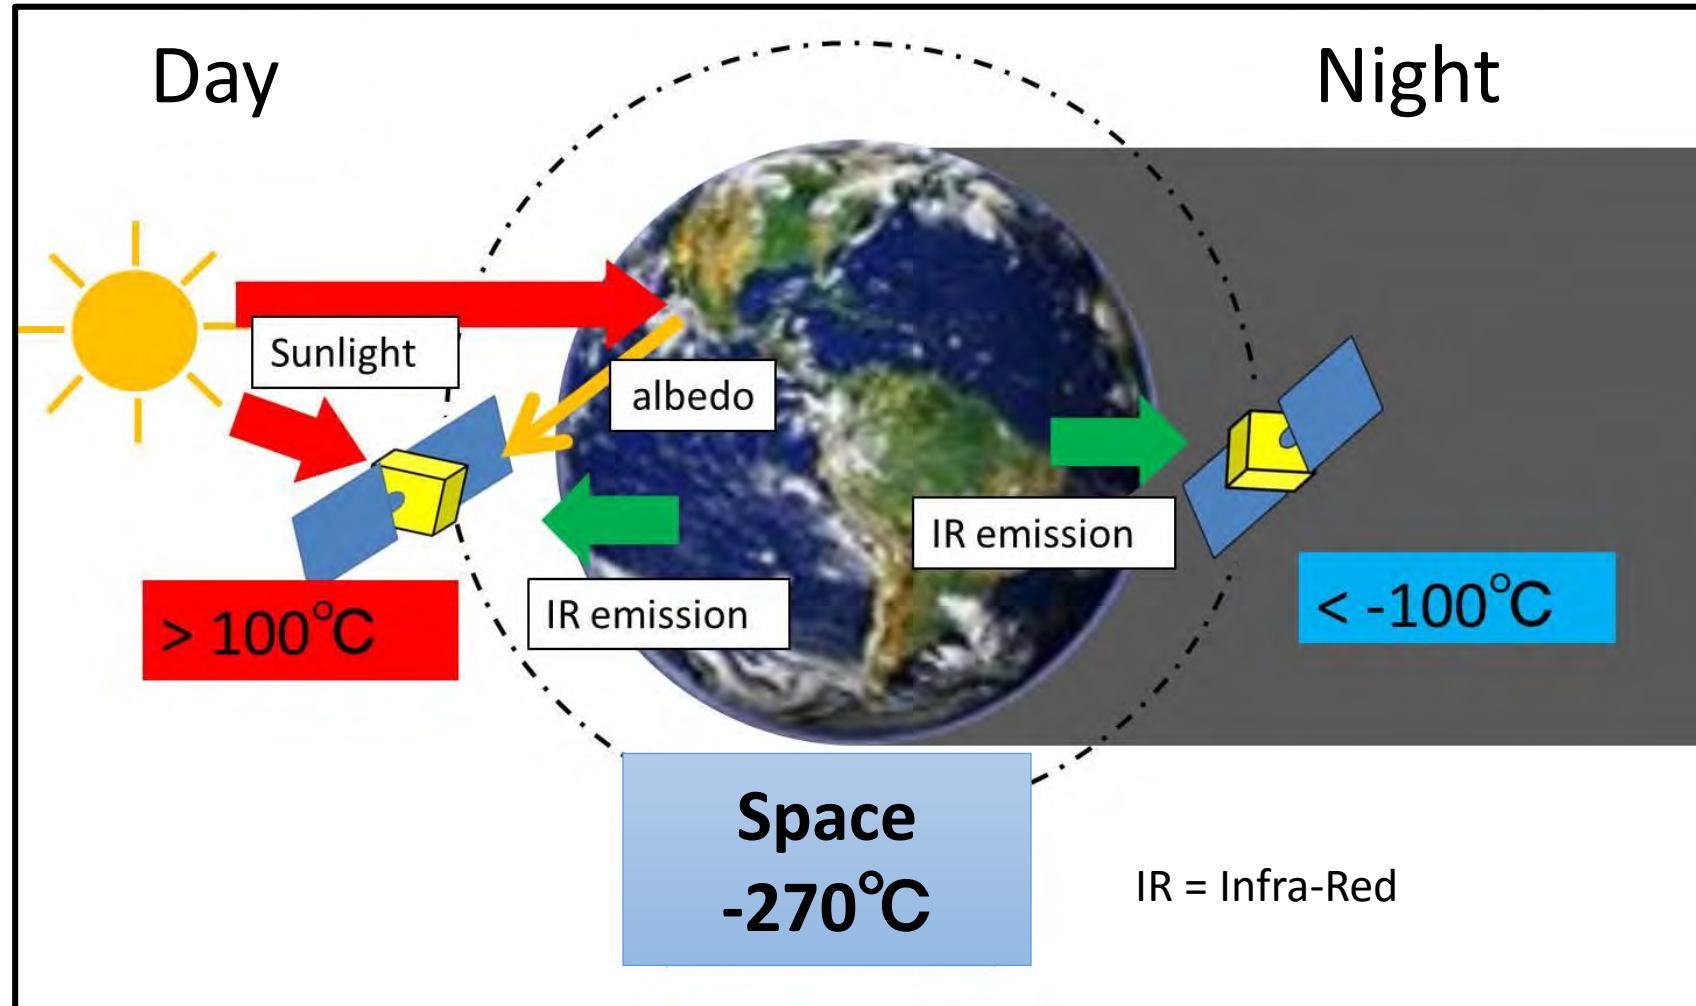 Day
Night
Sunlight
albedo
IR emission
IR emission
> 100℃
< -100℃
Space
-270℃
IR = Infra-Red